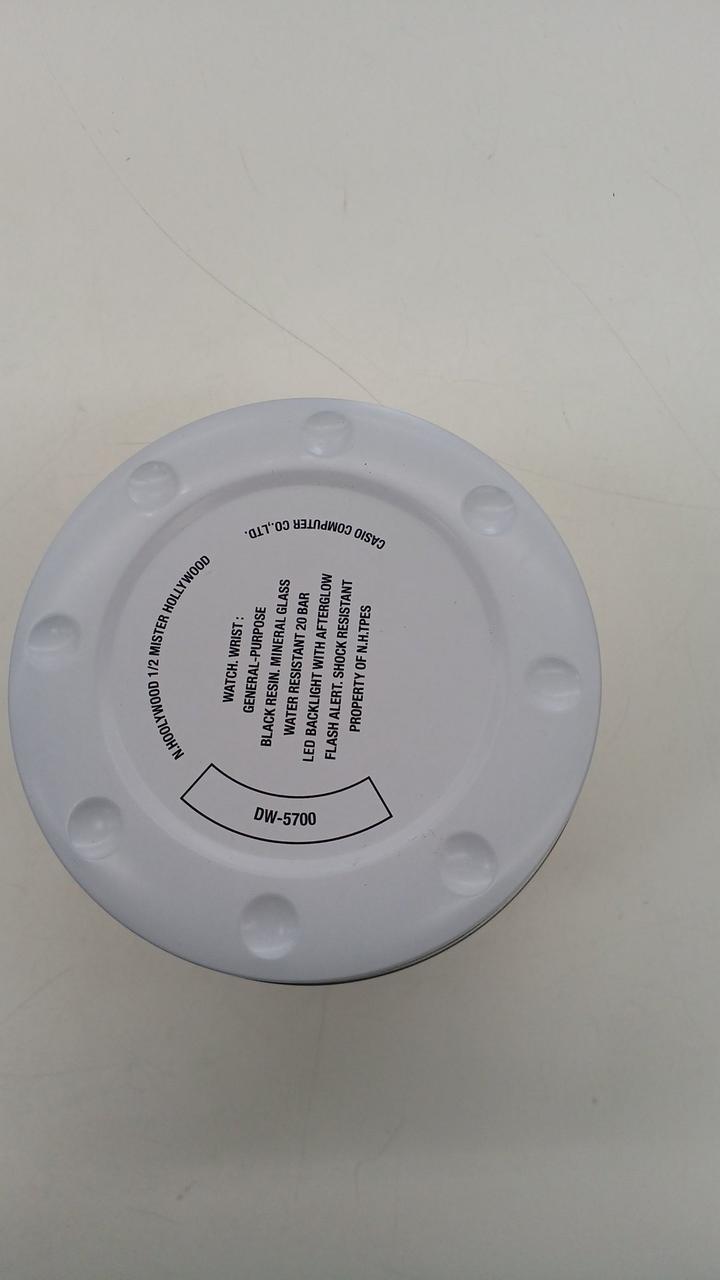 CASIO COMPUTER CO.,LTD.
N.HOOLYWOOD 1/2 MISTER HOLLYWOOD
WATCH. WRIST :
GENERAL-PURPOSE
BLACK RESIN. MINERAL GLASS
WATER RESISTANT 20 BAR
LED BACKLIGHT WITH AFTERGLOW
FLASH ALERT. SHOCK RESISTANT
PROPERTY OF N.H.TPES
DW-5700